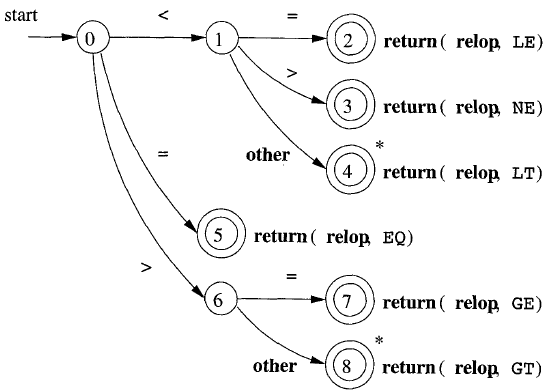 start
<
=
0
1
2
return( relop, LE)
>
3
return( relop, NE)
other
*
4
return( relop, LT)
=
5
return( relop, EQ)
>
=
6
7
return( relop, GE)
*
other
8
return( relop, GT)